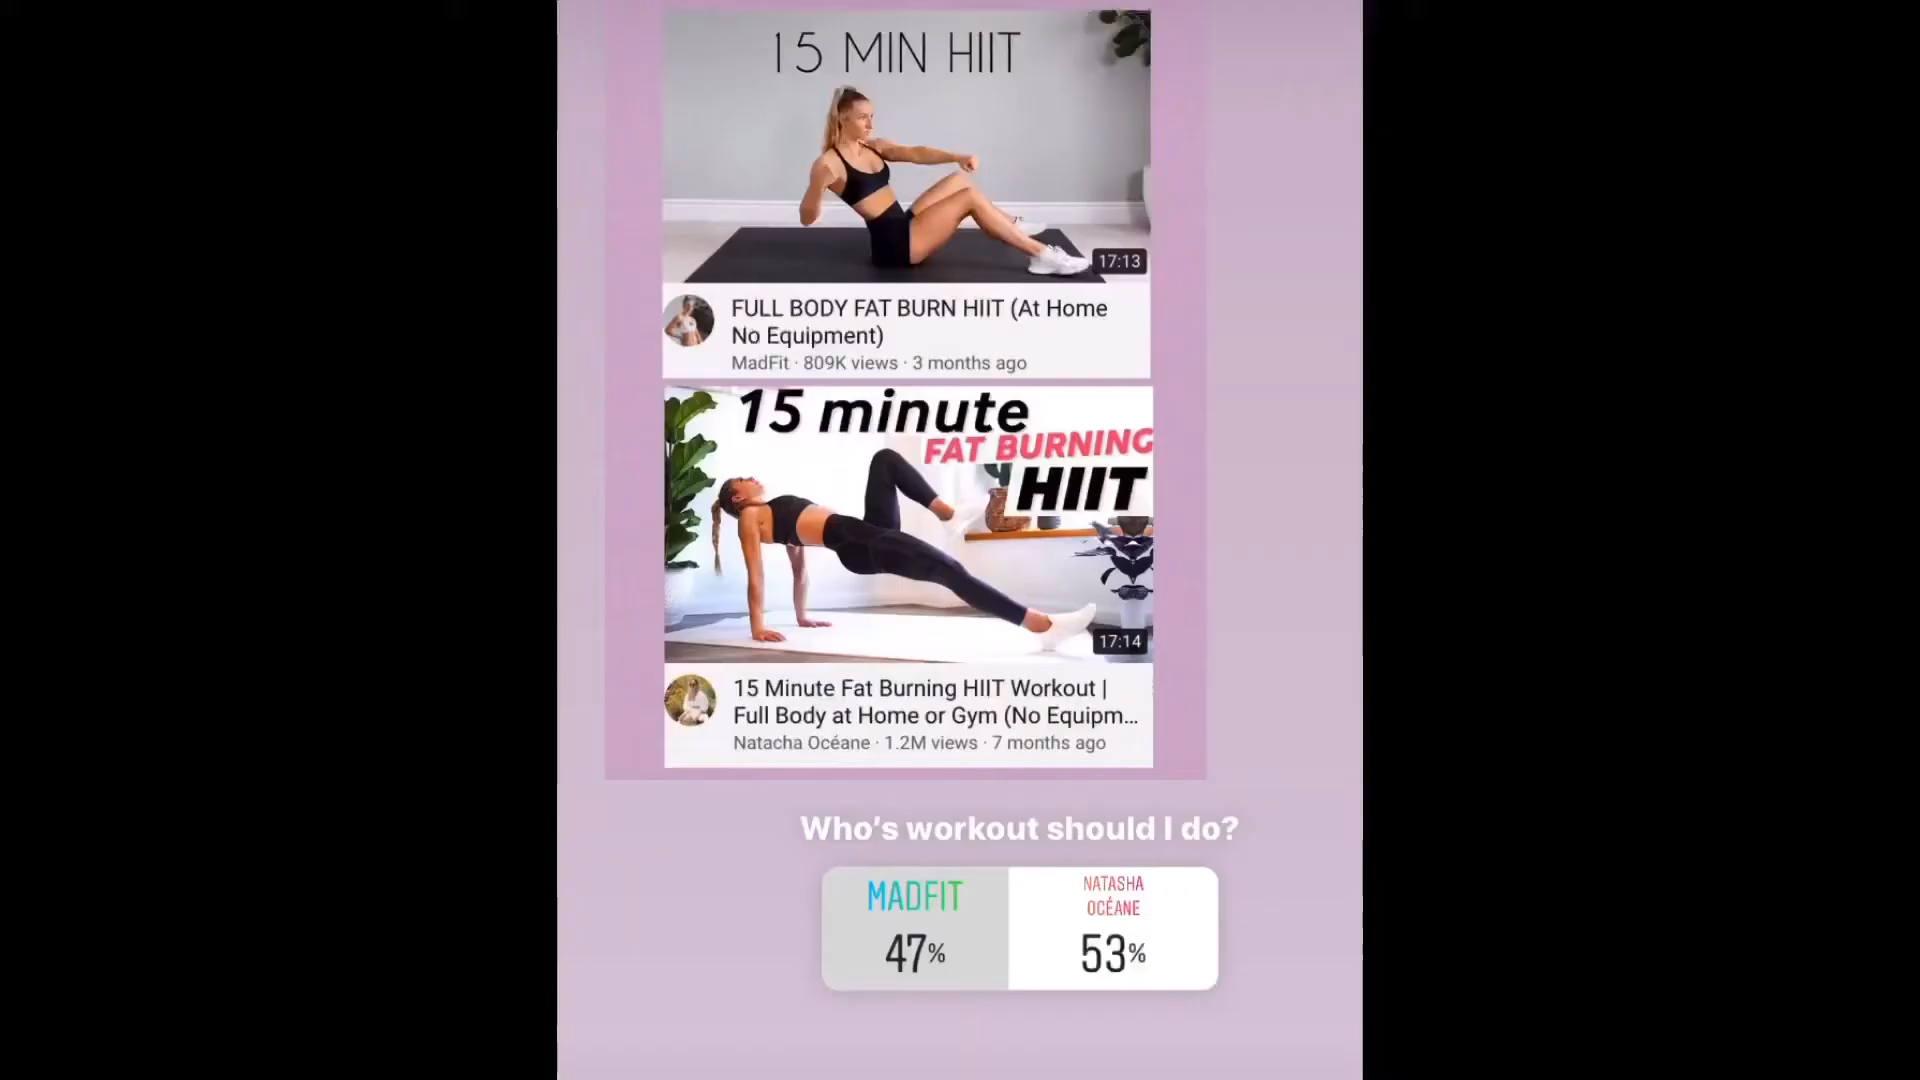 15 MIN HIIT
17:13
FULL BODY FAT BURN HIIT (At Home
No Equipment)
MadFit · 809K views · 3 months ago
15 minute
FAT BURNING
HIIT
17:14
15 Minute Fat Burning HIIT Workout |
Full Body at Home or Gym (No Equipm...
Natacha Océane · 1.2M views · 7 months ago
Who's workout should I do?
MADFIT
47%
NATASHA
OCÉANE
53%